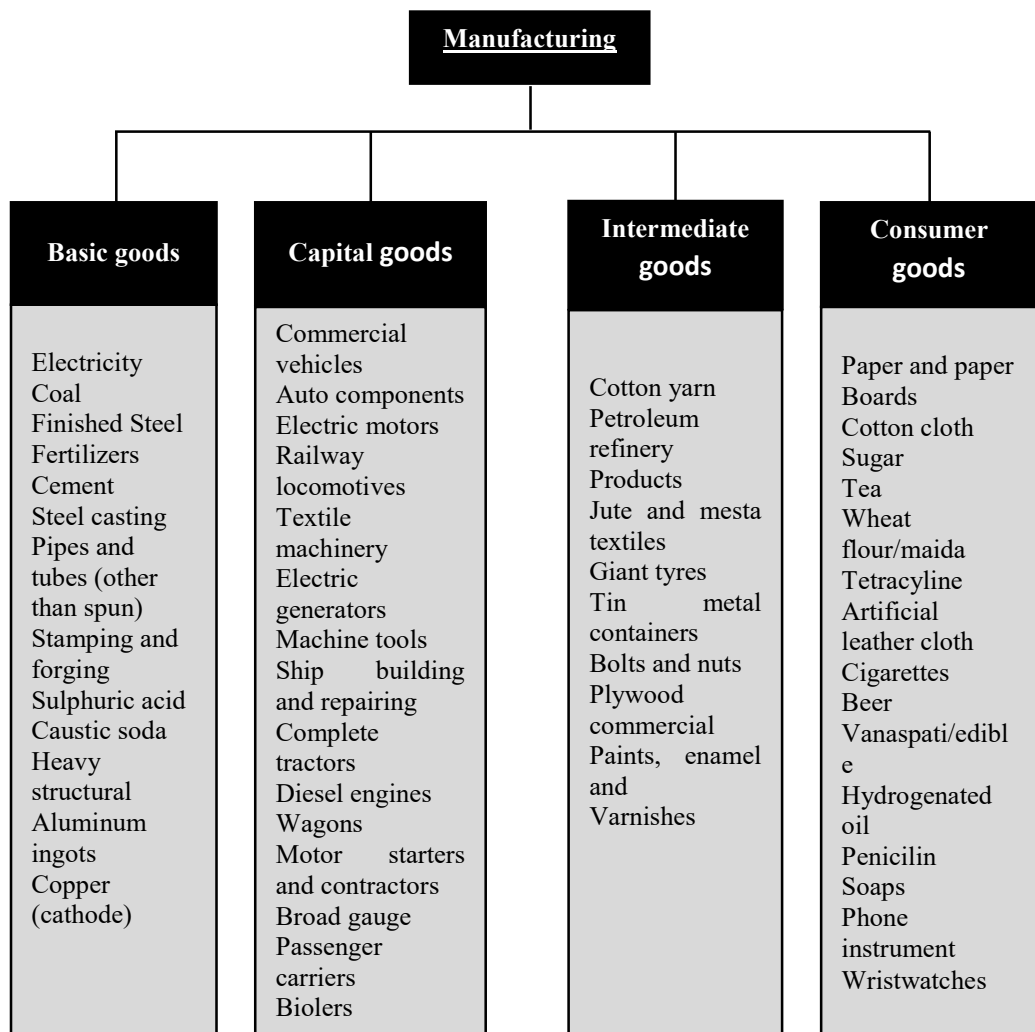 Manufacturing
Basic goods
Electricity
Coal
Finished Steel
Fertilizers
Cement
Steel casting
Pipes and
tubes (other
than spun)
Stamping and
forging
Sulphuric acid
Caustic soda
Heavy
structural
Aluminum
ingots
Copper
(cathode)
Capital goods
Commercial
vehicles
Auto components
Electric motors
Railway
locomotives
Textile
machinery
Electric
generators
Machine tools
Ship building
and repairing
Complete
tractors
Diesel engines
Wagons
Motor starters
and contractors
Broad gauge
Passenger
carriers
Biolers
Intermediate
goods
Cotton yarn
Petroleum
refinery
Products
Jute and mesta
textiles
Giant tyres
Tin metal
containers
Bolts and nuts
Plywood
commercial
Paints, enamel
and
Varnishes
Consumer
goods
Paper and paper
Boards
Cotton cloth
Sugar
Tea
Wheat
flour/maida
Tetracyline
Artificial
leather cloth
Cigarettes
Beer
Vanaspati/edibl
e
Hydrogenated
oil
Penicilin
Soaps
Phone
instrument
Wristwatches